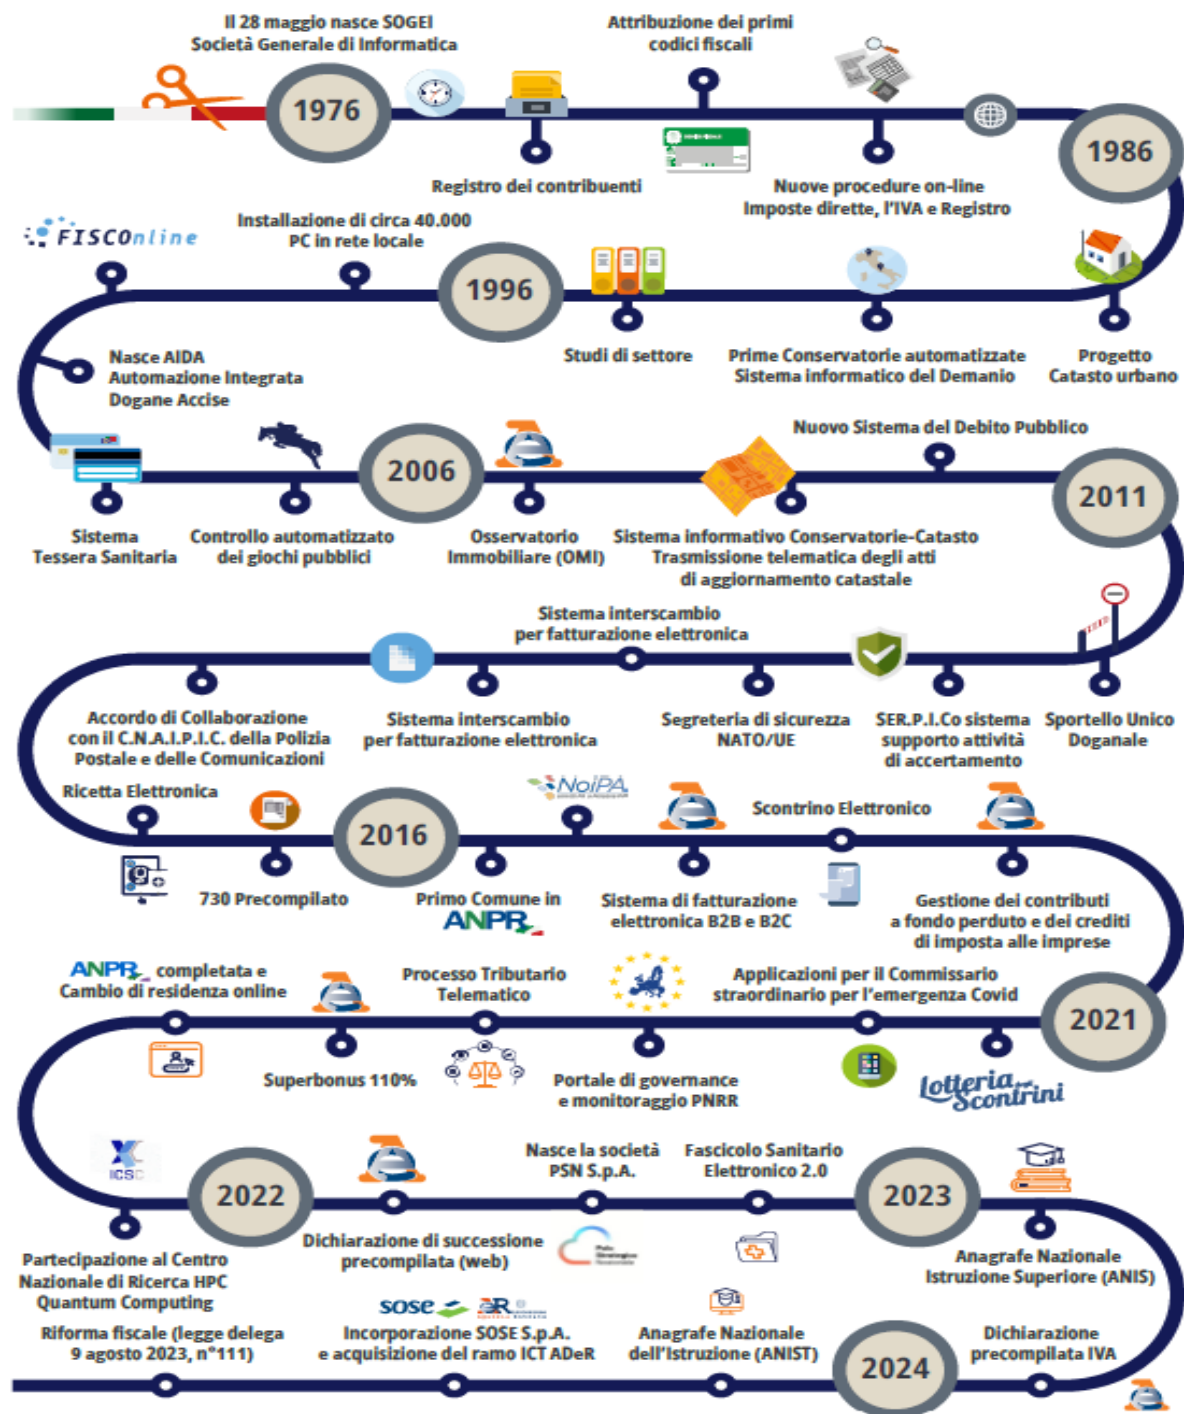 Il 28 maggio nasce SOGEI
Società Generale di Informatica
Attribuzione dei primi
codici fiscali
1976
1986
Registro dei contribuenti
Nuove procedure on-line
Imposte dirette, l'IVA e Registro
FISCOnline
Installazione di circa 40.000
PC in rete locale
1996
Studi di settore
Prime Conservatorie automatizzate
Sistema informatico del Demanio
Progetto
Catasto urbano
Nasce AIDA
Automazione Integrata
Dogane Accise
Nuovo Sistema del Debito Pubblico
2006
2011
Sistema
Tessera Sanitaria
Controllo automatizzato
dei giochi pubblici
Osservatorio
Immobiliare (OMI)
Sistema informativo Conservatorie-Catasto
Trasmissione telematica degli atti
di aggiornamento catastale
Sistema interscambio
per fatturazione elettronica
Accordo di Collaborazione
con il C.N.A.I.P.I.C. della Polizia
Postale e delle Comunicazioni
Sistema interscambio
per fatturazione elettronica
Segreteria di sicurezza
NATO/UE
SER.P.I.Co sistema
supporto attività
di accertamento
Sportello Unico
Doganale
Ricetta Elettronica
NoiPA
Scontrino Elettronico
2016
730 Precompilato
Primo Comune in
ANPR
Sistema di fatturazione
elettronica B2B e B2C
Gestione dei contributi
a fondo perduto e dei crediti
di imposta alle imprese
ANPR completata e
Cambio di residenza online
Processo Tributario
Telematico
Applicazioni per il Commissario
straordinario per l'emergenza Covid
2021
Superbonus 110%
Portale di governance
e monitoraggio PNRR
Lotteria degli
Scontrini
ICSC
Nasce la società
PSN S.p.A.
Fascicolo Sanitario
Elettronico 2.0
2022
2023
Partecipazione al Centro
Nazionale di Ricerca HPC
Quantum Computing
Dichiarazione di successione
precompilata (web)
Polo
Strategico
Nazionale
Anagrafe Nazionale
Istruzione Superiore (ANIS)
sose
Riforma fiscale (legge delega
9 agosto 2023, n°111)
Incorporazione SOSE S.p.A.
e acquisizione del ramo ICT ADeR
Anagrafe Nazionale
dell'Istruzione (ANIST)
Dichiarazione
precompilata IVA
2024